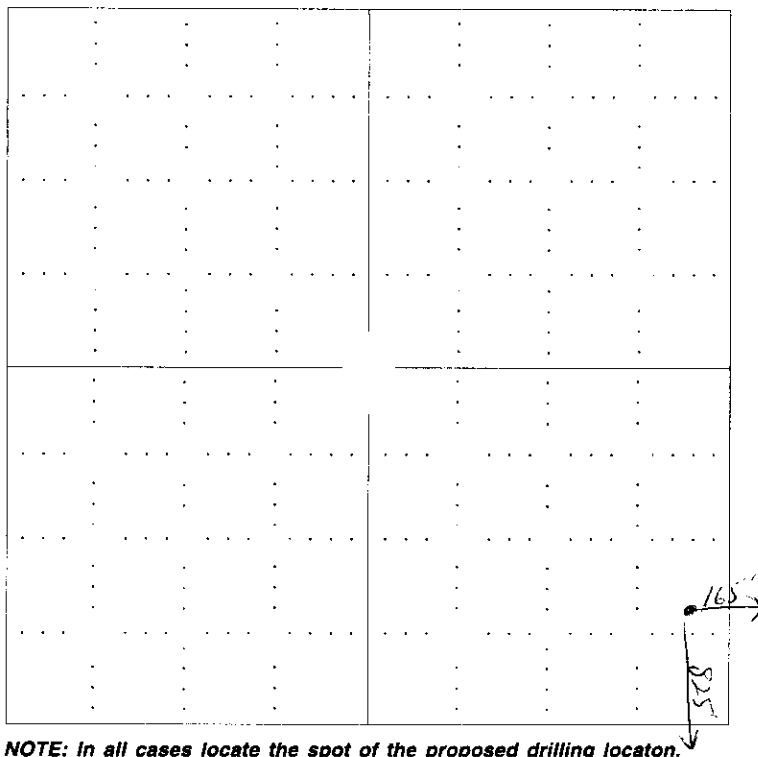 165
825
NOTE: In all cases locate the spot of the proposed drilling locaton.